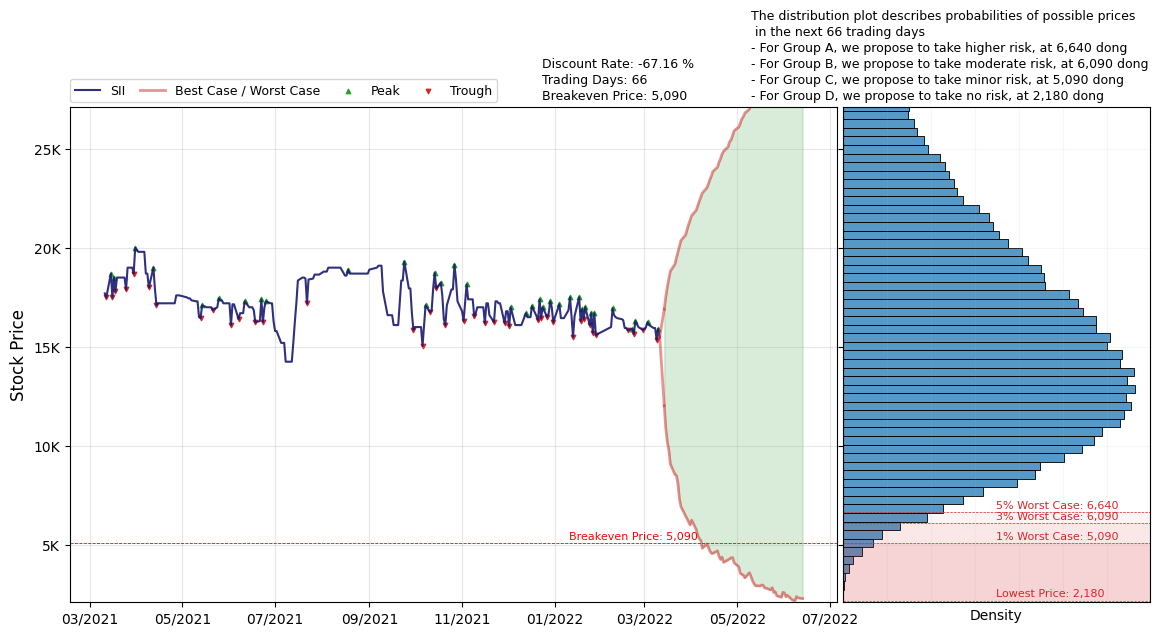 The distribution plot describes probabilities of possible prices
in the next 66 trading days
- For Group A, we propose to take higher risk, at 6,640 dong
- For Group B, we propose to take moderate risk, at 6,090 dong
- For Group C, we propose to take minor risk, at 5,090 dong
- For Group D, we propose to take no risk, at 2,180 dong
Discount Rate: -67.16 %
Trading Days: 66
Breakeven Price: 5,090
SII
Best Case / Worst Case
Peak
Trough
Stock Price
25K
20K
15K
10K
5K
Breakeven Price: 5,090
5% Worst Case: 6,640
3% Worst Case: 6,090
1% Worst Case: 5,090
Lowest Price: 2,180
03/2021
05/2021
07/2021
09/2021
11/2021
01/2022
03/2022
05/2022
07/2022
Density